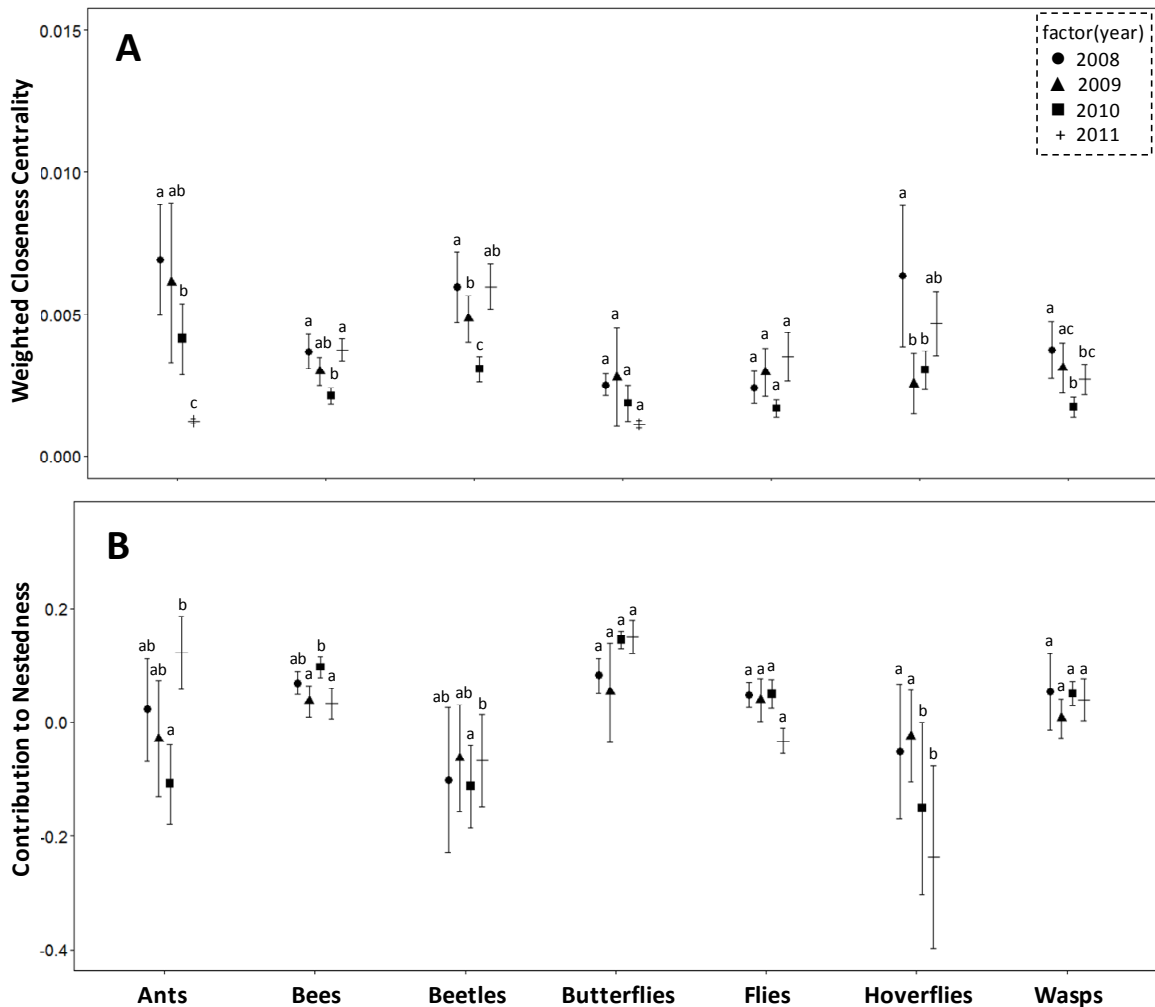 A
factor(year)
2008
2009
2010
2011
Weighted Closeness Centrality
0.015
0.010
0.005
0.000
a ab b c
a ab b a
a b c ab
a a a a
a a a a
a b b ab
a ac b bc
B
Contribution to Nestedness
0.2
0.0
-0.2
-0.4
ab ab a b
ab a b a
ab ab a b
a a a a
a a a a
a a b b
a a a a
Ants Bees Beetles Butterflies Flies Hoverflies Wasps